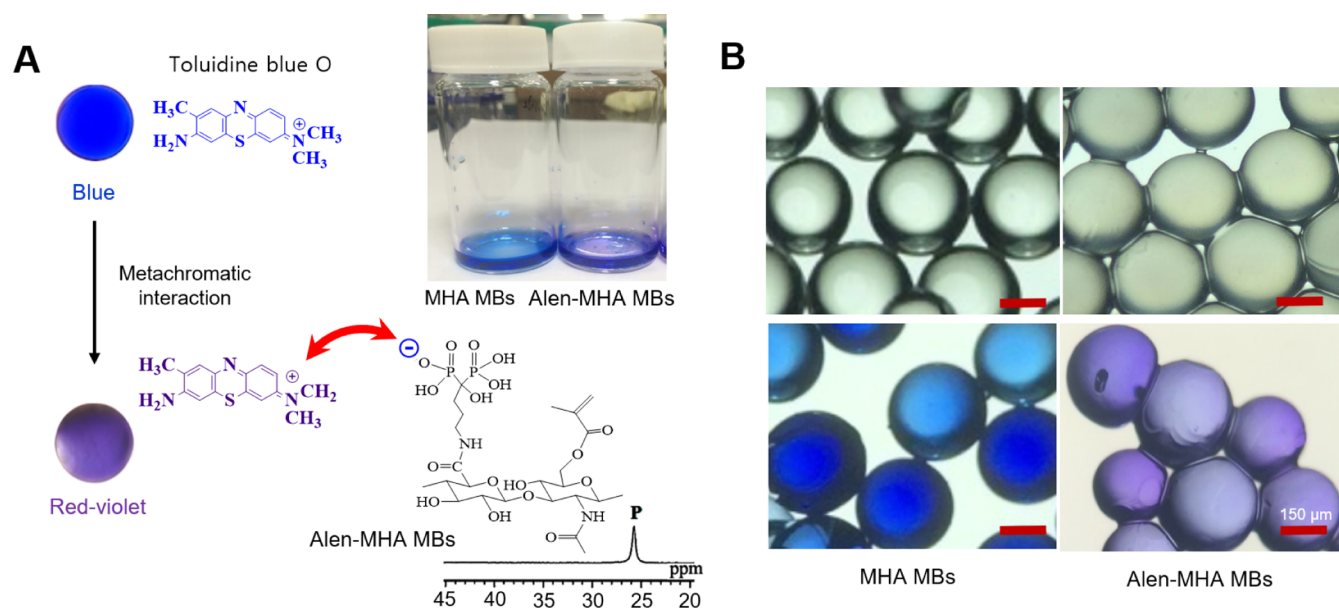 A
Toluidine blue O
H3C
N
H2N
S
⊕
N
CH3
CH3
Blue
Metachromatic
interaction
H3C
N
H2N
S
⊕
N
CH2
CH3
Red-violet
MHA MBs
Alen-MHA MBs
⊖
O
O
O
P
P
OH
HO
OH
OH
NH
O
O
O
O
HO
O
O
HO
OH
O
NH
O
Alen-MHA MBs
P
ppm
45 40 35 30 25 20
B
150 µm
MHA MBs
Alen-MHA MBs